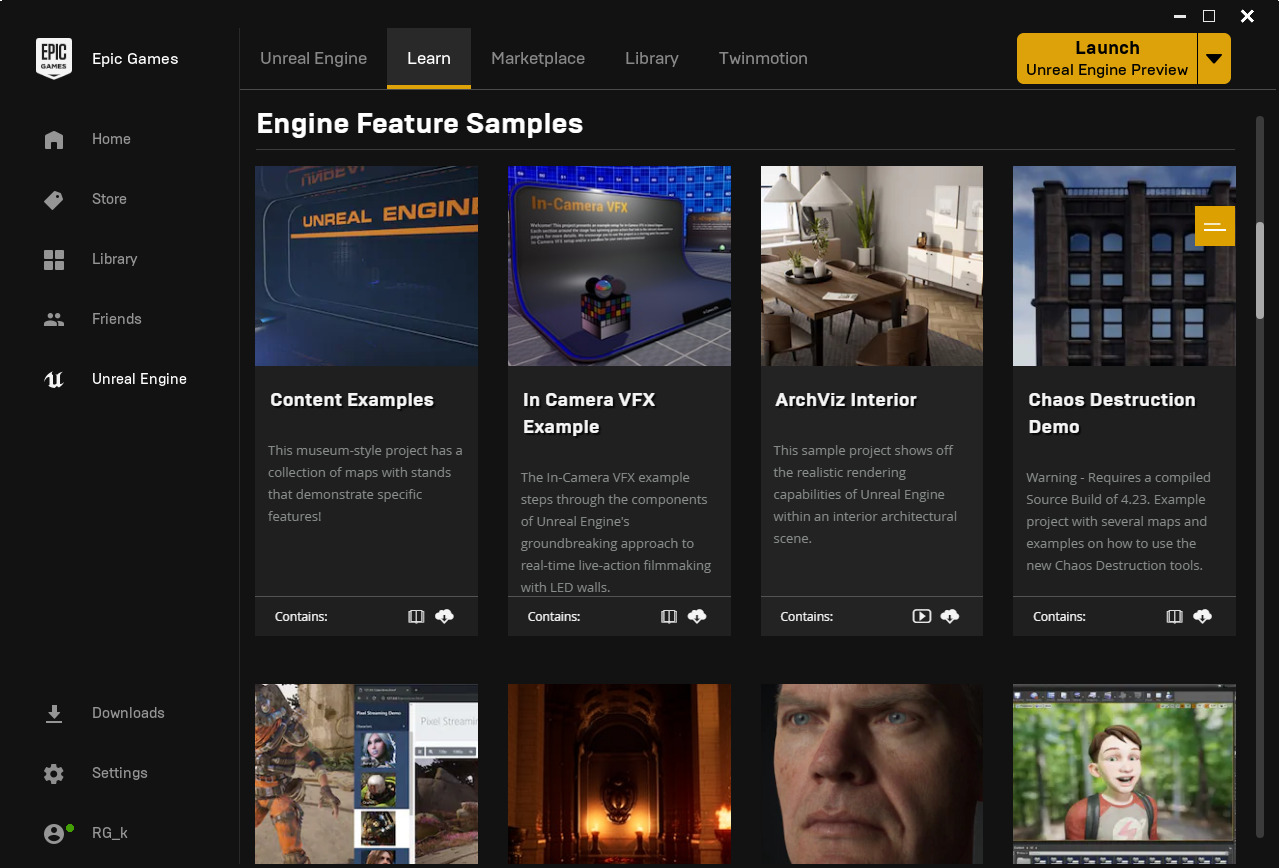 EPIC
GAMES
Epic Games
Home
Store
Library
Friends
Unreal Engine
Downloads
Settings
RG_k
Unreal Engine
Learn
Marketplace
Library
Twinmotion
Launch
Unreal Engine Preview
Engine Feature Samples
UNREAL ENGIN
Content Examples
This museum-style project has a
collection of maps with stands
that demonstrate specific
features!
Contains:
In-Camera VFX
In Camera VFX
Example
The In-Camera VFX example
steps through the components
of Unreal Engine's
groundbreaking approach to
real-time live-action filmmaking
with LED walls.
Contains:
ArchViz Interior
This sample project shows off
the realistic rendering
capabilities of Unreal Engine
within an interior architectural
scene.
Contains:
Chaos Destruction
Demo
Warning - Requires a compiled
Source Build of 4.23. Example
project with several maps and
examples on how to use the
new Chaos Destruction tools.
Contains:
Pixel Streaming Demo
Pixel Streamin